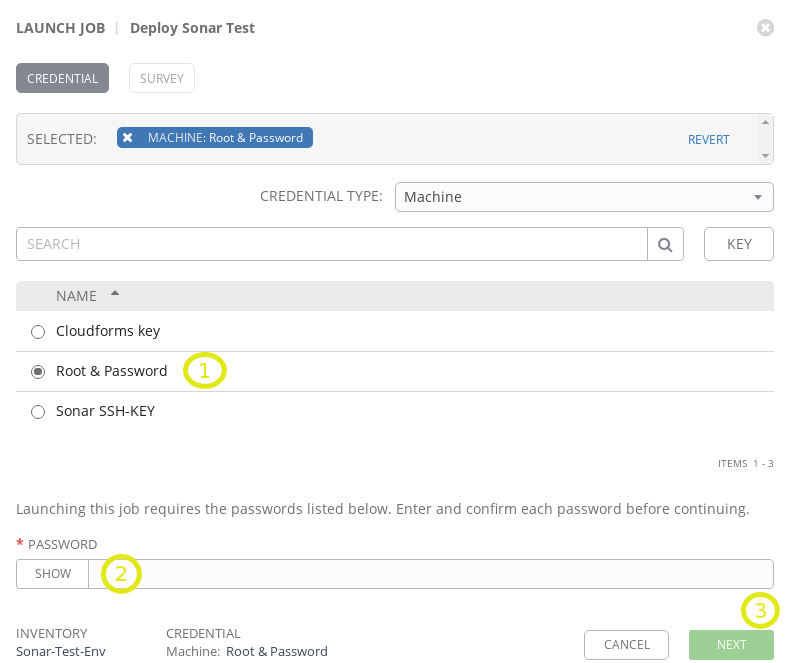 LAUNCH JOB | Deploy Sonar Test
CREDENTIAL SURVEY
SELECTED: MACHINE: Root & Password REVERT
CREDENTIAL TYPE: Machine
SEARCH KEY
NAME
Cloudforms key
Root & Password 1
Sonar SSH-KEY
ITEMS 1 - 3
Launching this job requires the passwords listed below. Enter and confirm each password before continuing.
* PASSWORD
SHOW 2
3
INVENTORY CREDENTIAL
Sonar-Test-Env Machine: Root & Password
CANCEL NEXT